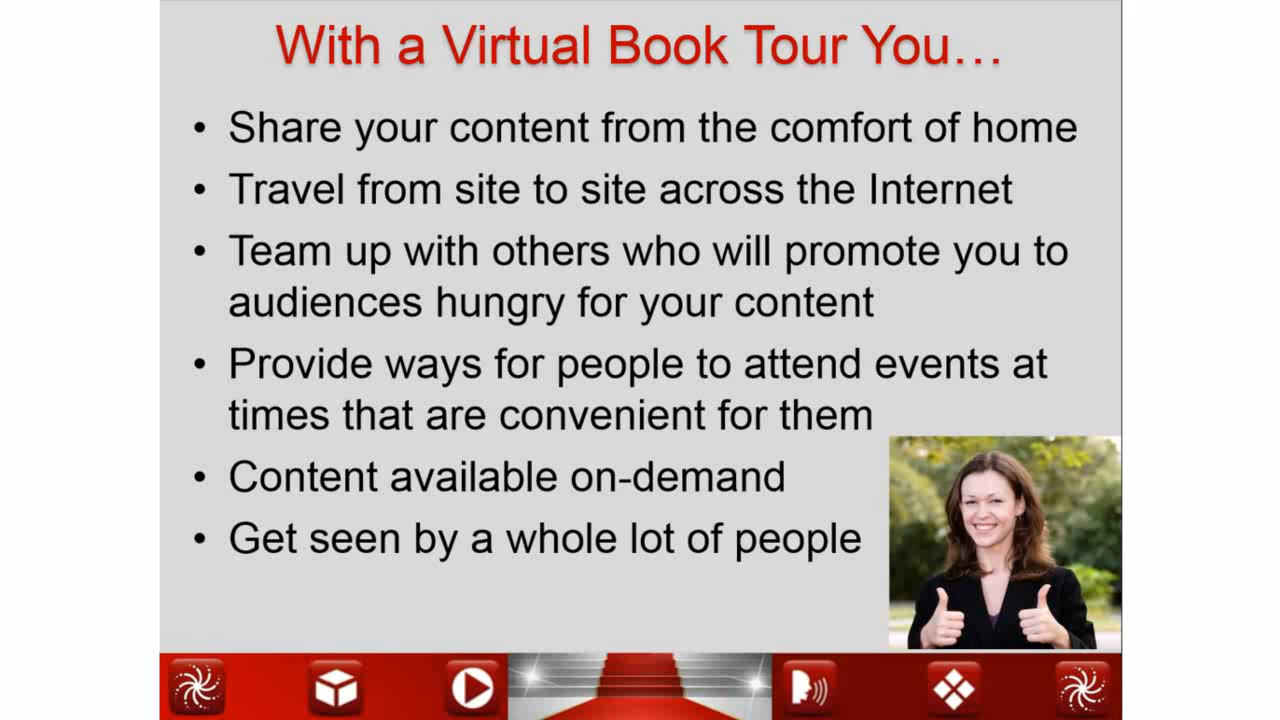 With a Virtual Book Tour You…
• Share your content from the comfort of home
• Travel from site to site across the Internet
• Team up with others who will promote you to
audiences hungry for your content
• Provide ways for people to attend events at
times that are convenient for them
• Content available on-demand
• Get seen by a whole lot of people